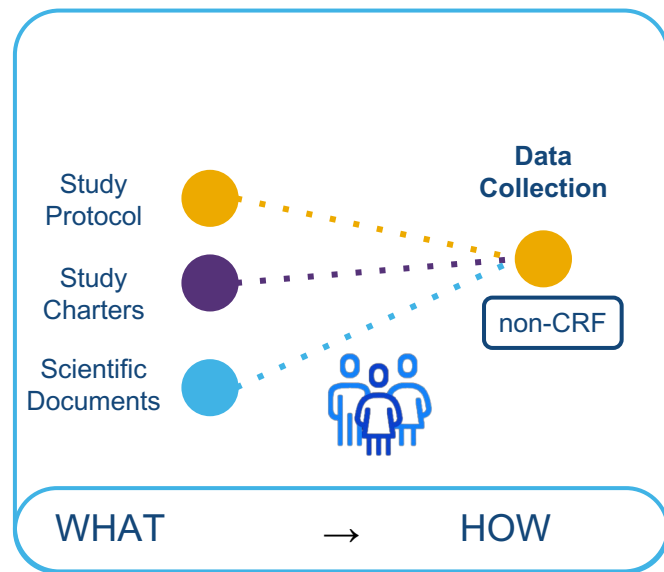 Study
Protocol
Data
Collection
Study
Charters
non-CRF
Scientific
Documents
WHAT → HOW